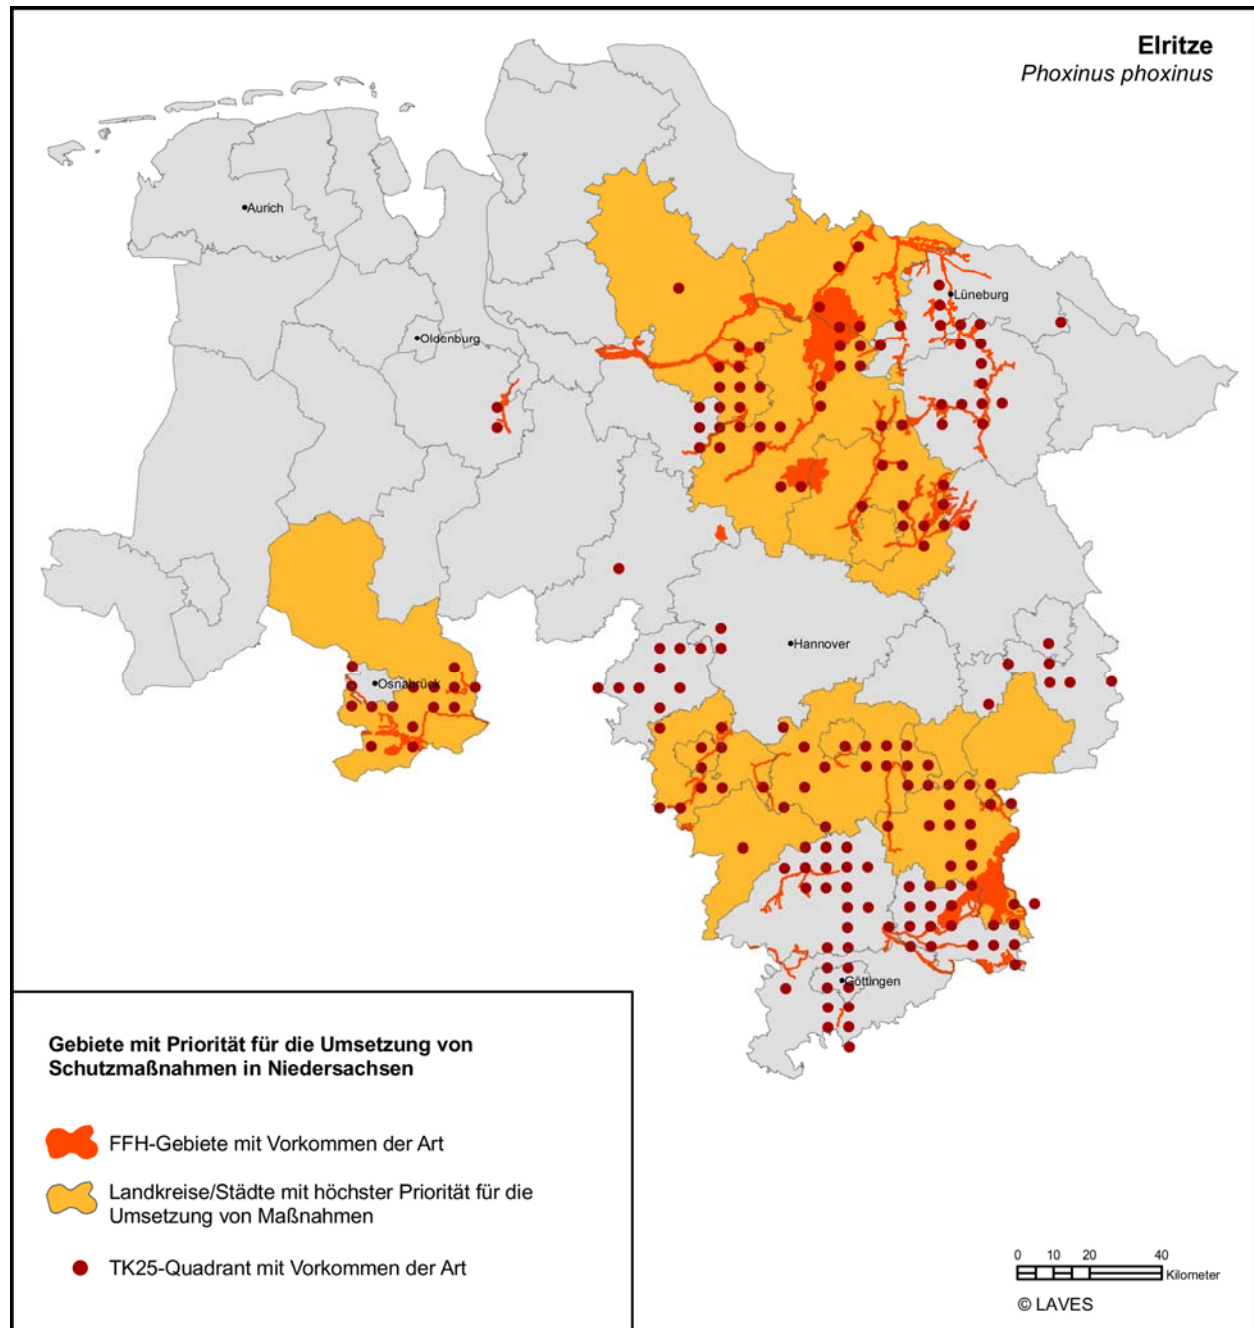 Elritze
Phoxinus phoxinus
Aurich
Lüneburg
Oldenburg
Hannover
Osnabrück
Göttingen
Gebiete mit Priorität für die Umsetzung von
Schutzmaßnahmen in Niedersachsen
FFH-Gebiete mit Vorkommen der Art
Landkreise/Städte mit höchster Priorität für die
Umsetzung von Maßnahmen
TK25-Quadrant mit Vorkommen der Art
0 10 20 40
Kilometer
© LAVES